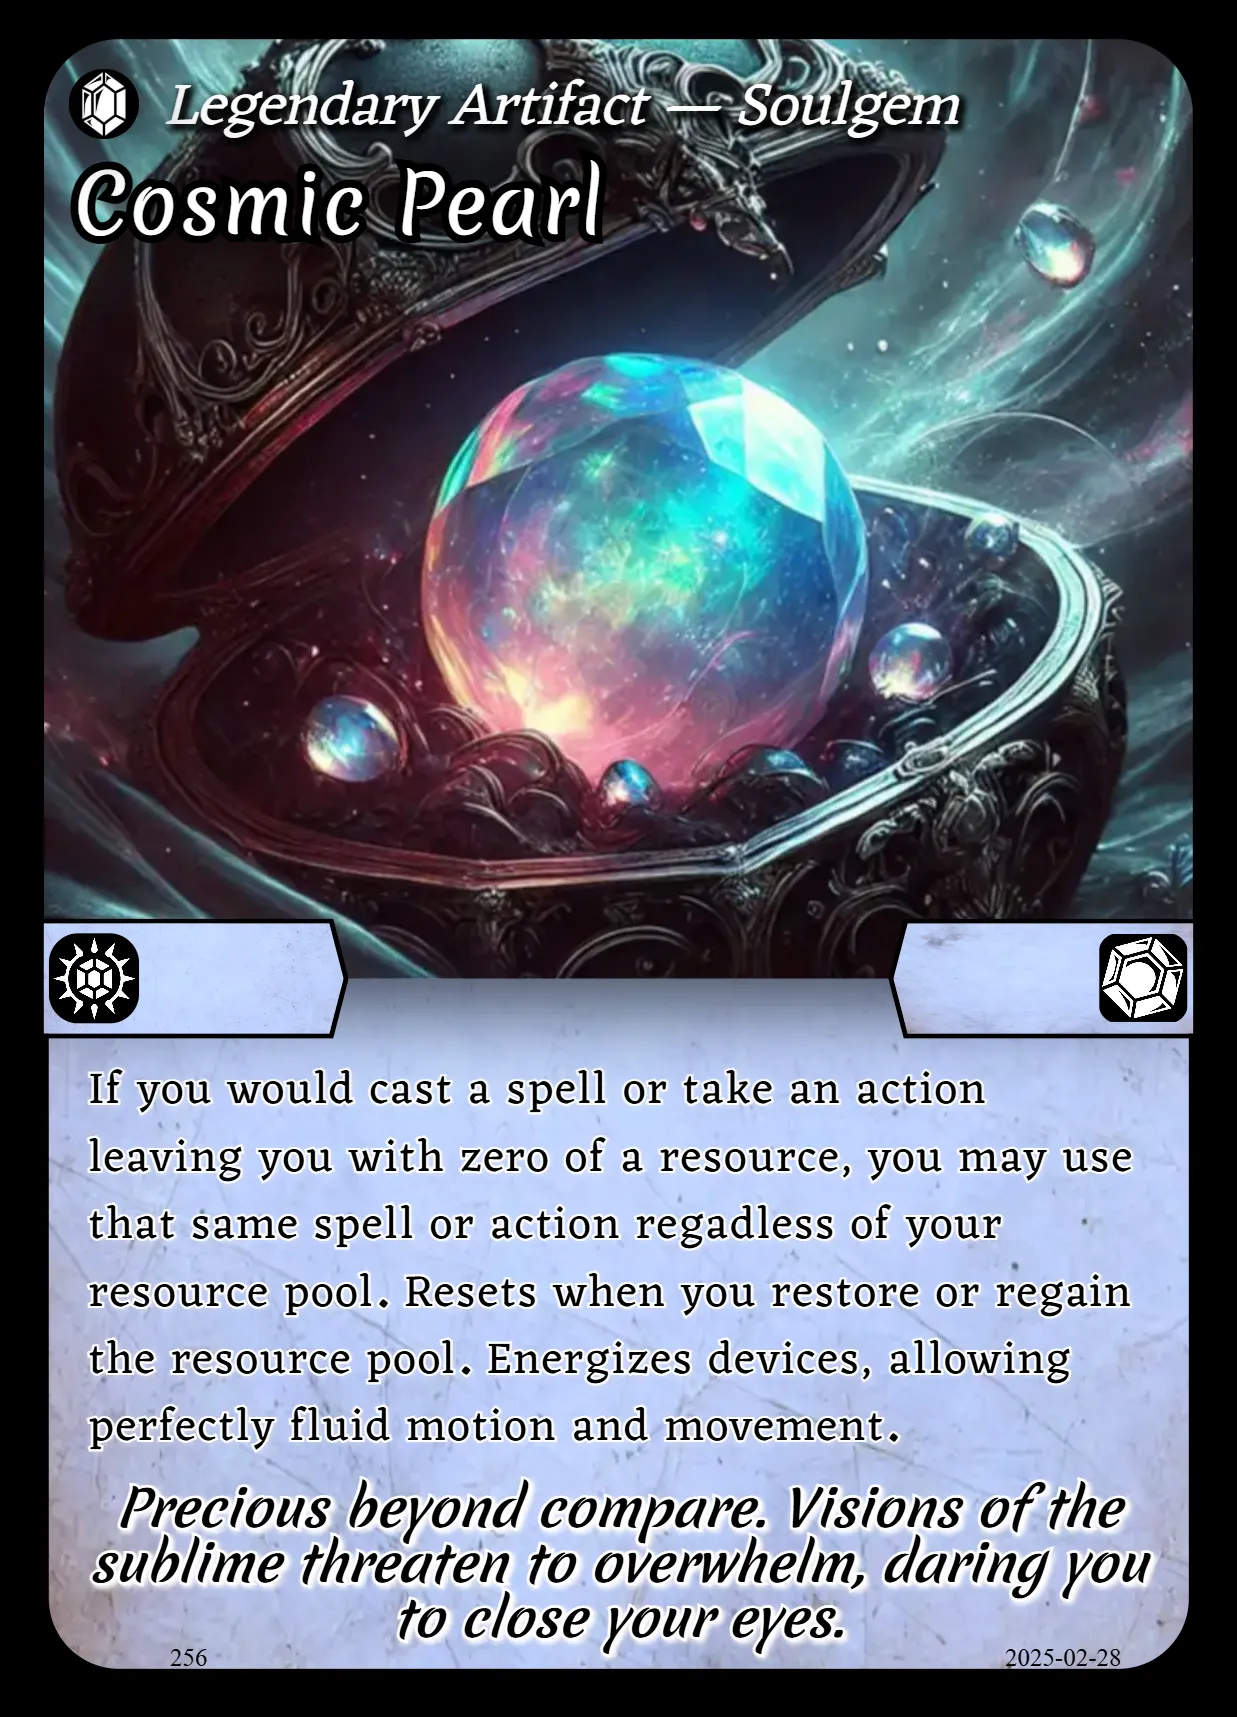 Legendary Artifact — Soulgem
Cosmic Pearl
If you would cast a spell or take an action
leaving you with zero of a resource, you may use
that same spell or action regadless of your
resource pool. Resets when you restore or regain
the resource pool. Energizes devices, allowing
perfectly fluid motion and movement.
Precious beyond compare. Visions of the
sublime threaten to overwhelm, daring you
to close your eyes.
256
2025-02-28